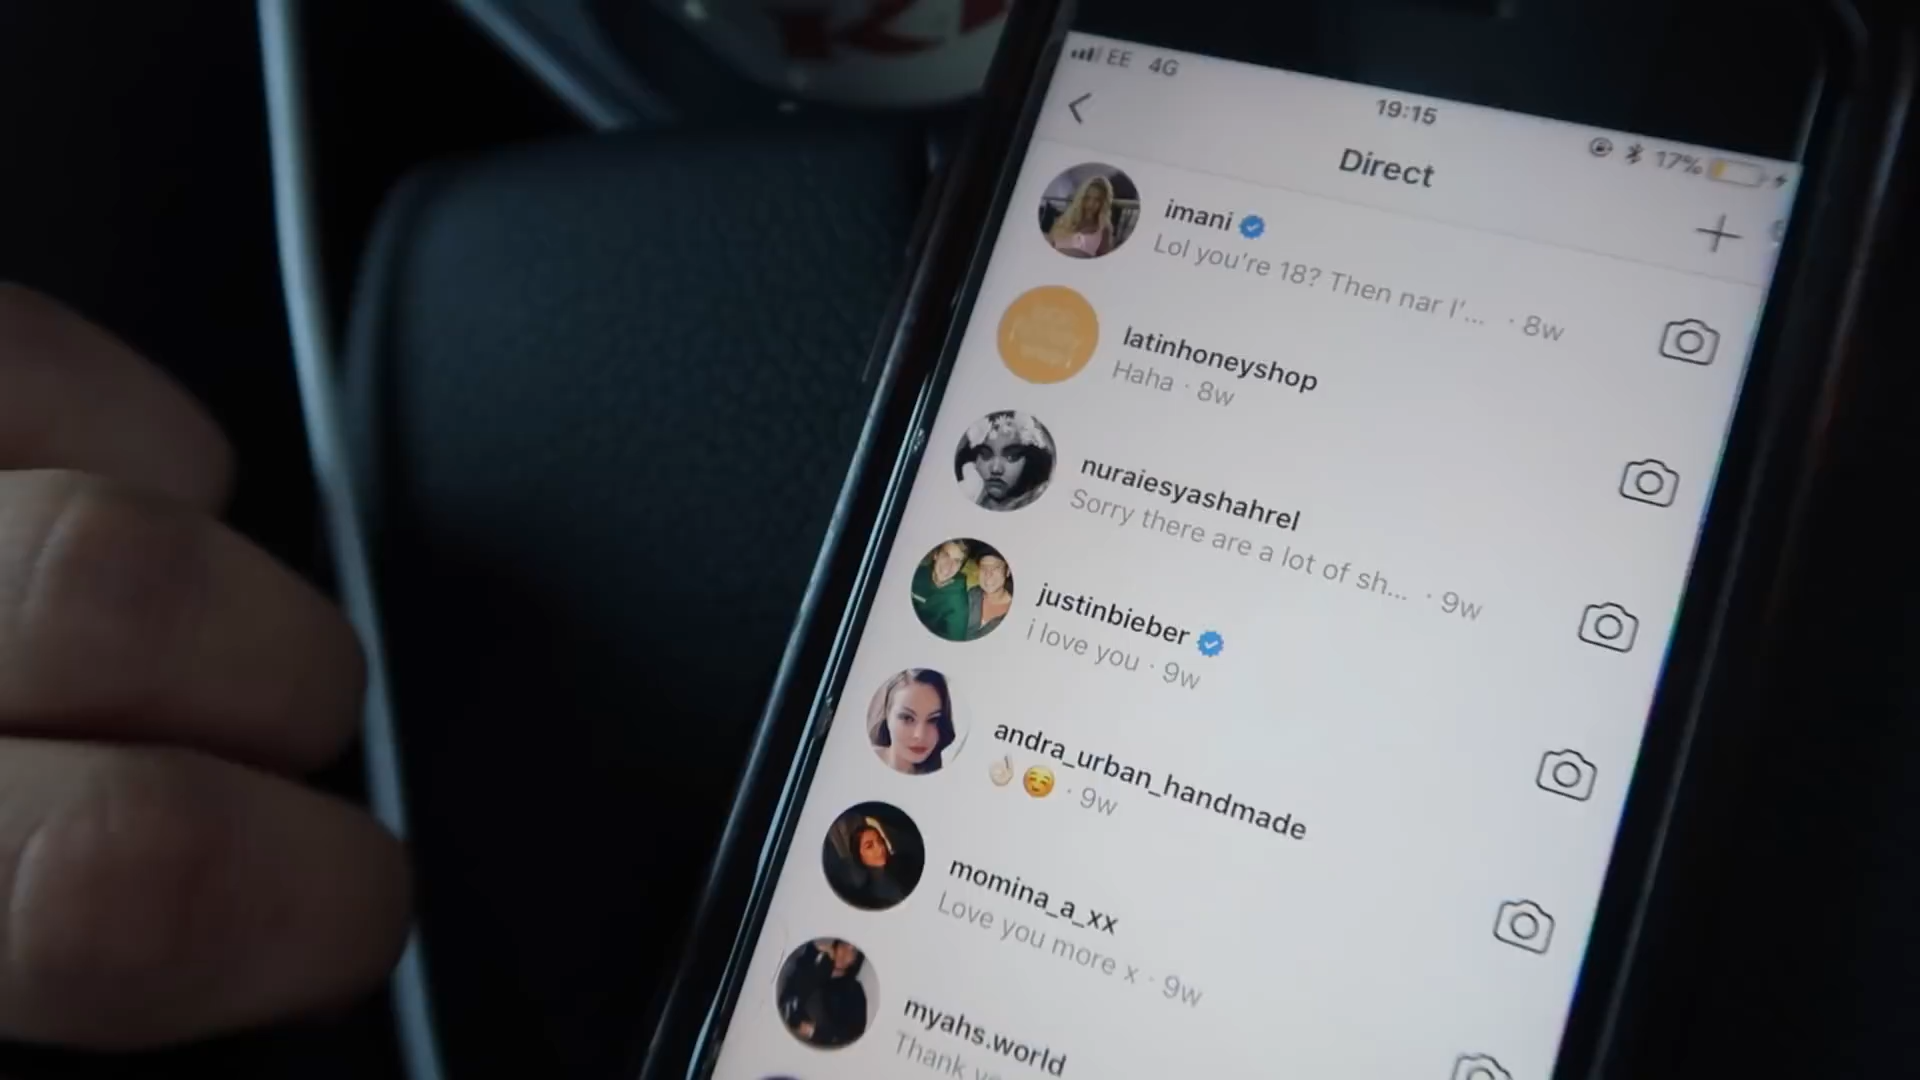 EE 4G
19:15
17%
Direct
imani
Lol you're 18? Then nar I'... · 8w
latinhoneyshop
Haha · 8w
nuraiesyashahrel
Sorry there are a lot of sh... · 9w
justinbieber
i love you · 9w
andra_urban_handmade
👌🏻☺️ · 9w
momina_a_xx
Love you more x · 9w
myahs.world
Thank